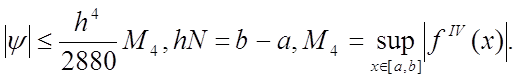 |ψ| ≤ h⁴/2880 M₄, hN = b − a, M₄ = sup_{x∈[a,b]} |f^{IV}(x)|.